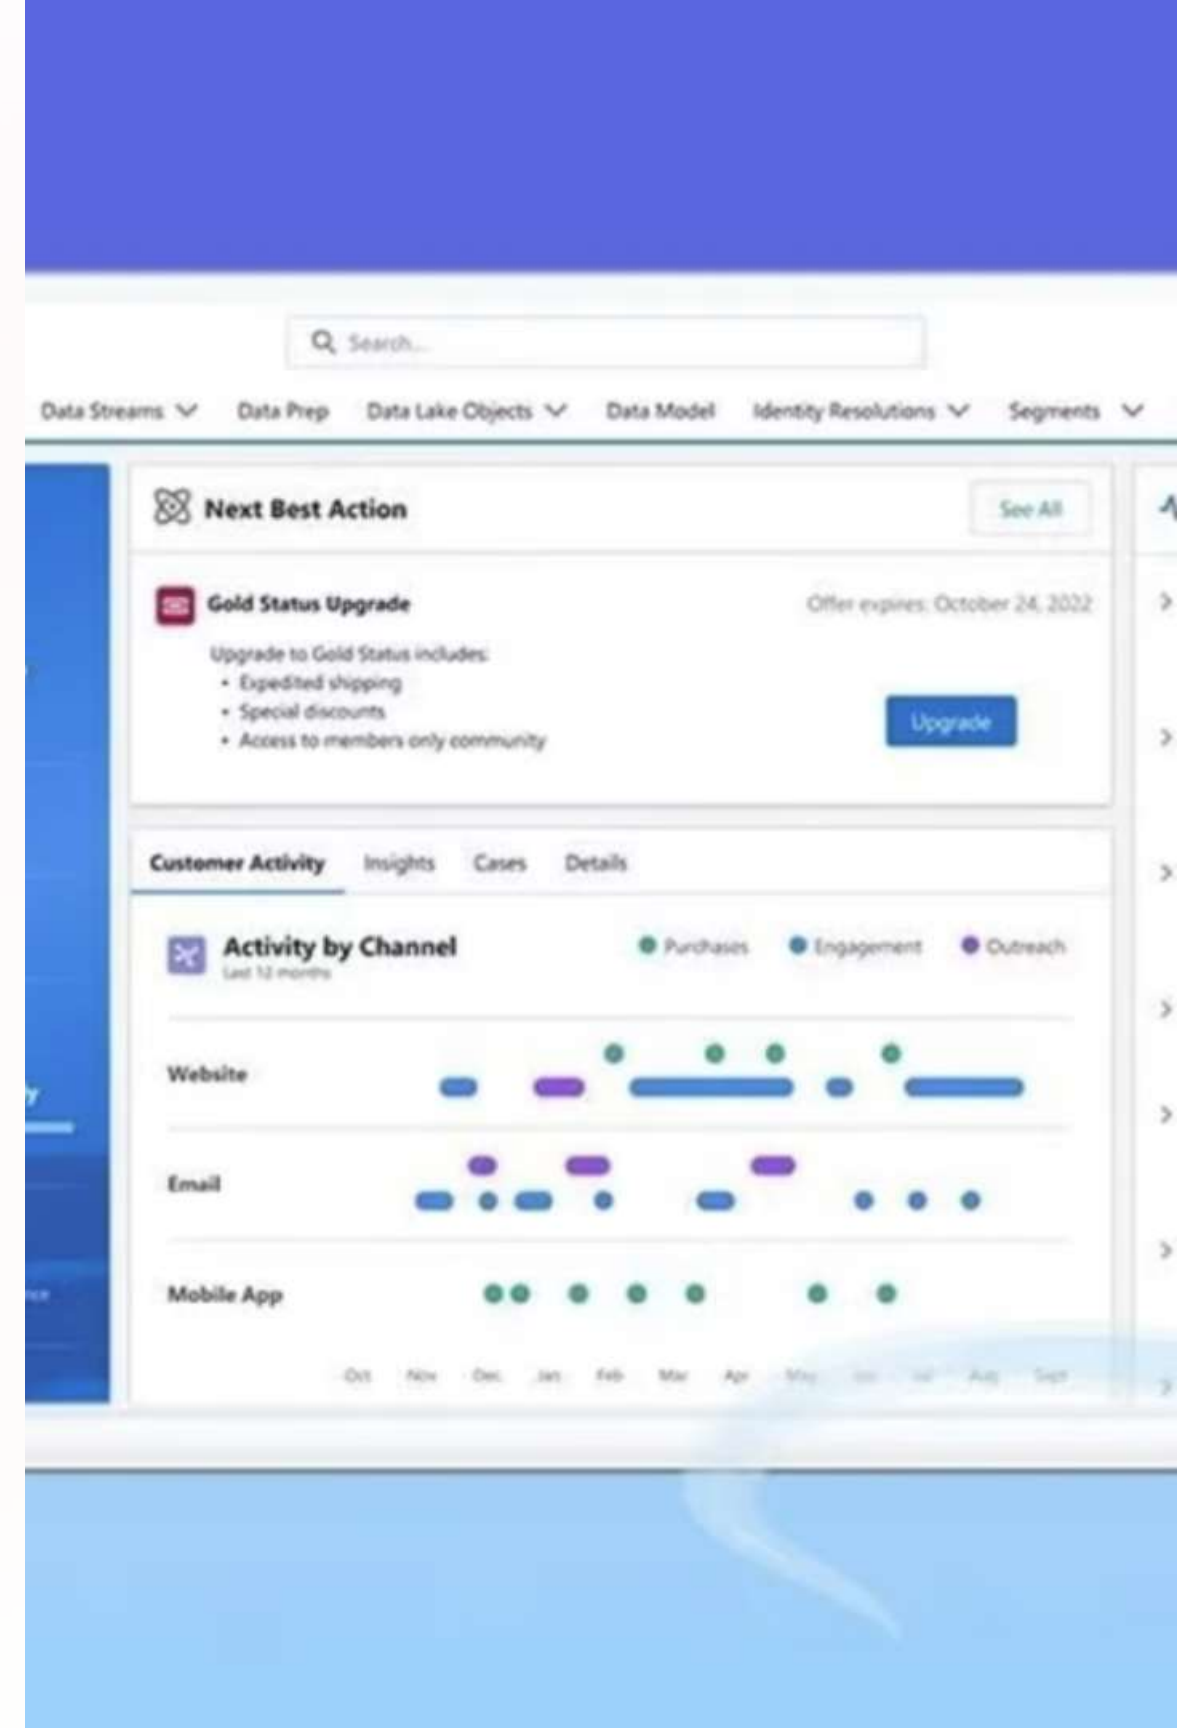 Search...
Data Streams Data Prep Data Lake Objects Data Model Identity Resolutions Segments
Next Best Action See All
Gold Status Upgrade Offer expires: October 24, 2022
Upgrade to Gold Status includes:
• Expedited shipping
• Special discounts
• Access to members only community
Upgrade
Customer Activity Insights Cases Details
Activity by Channel Purchases Engagement Outreach
Last 12 months
Website
Email
Mobile App
Oct Nov Dec Jan Feb Mar Apr May Jun Jul Aug Sept